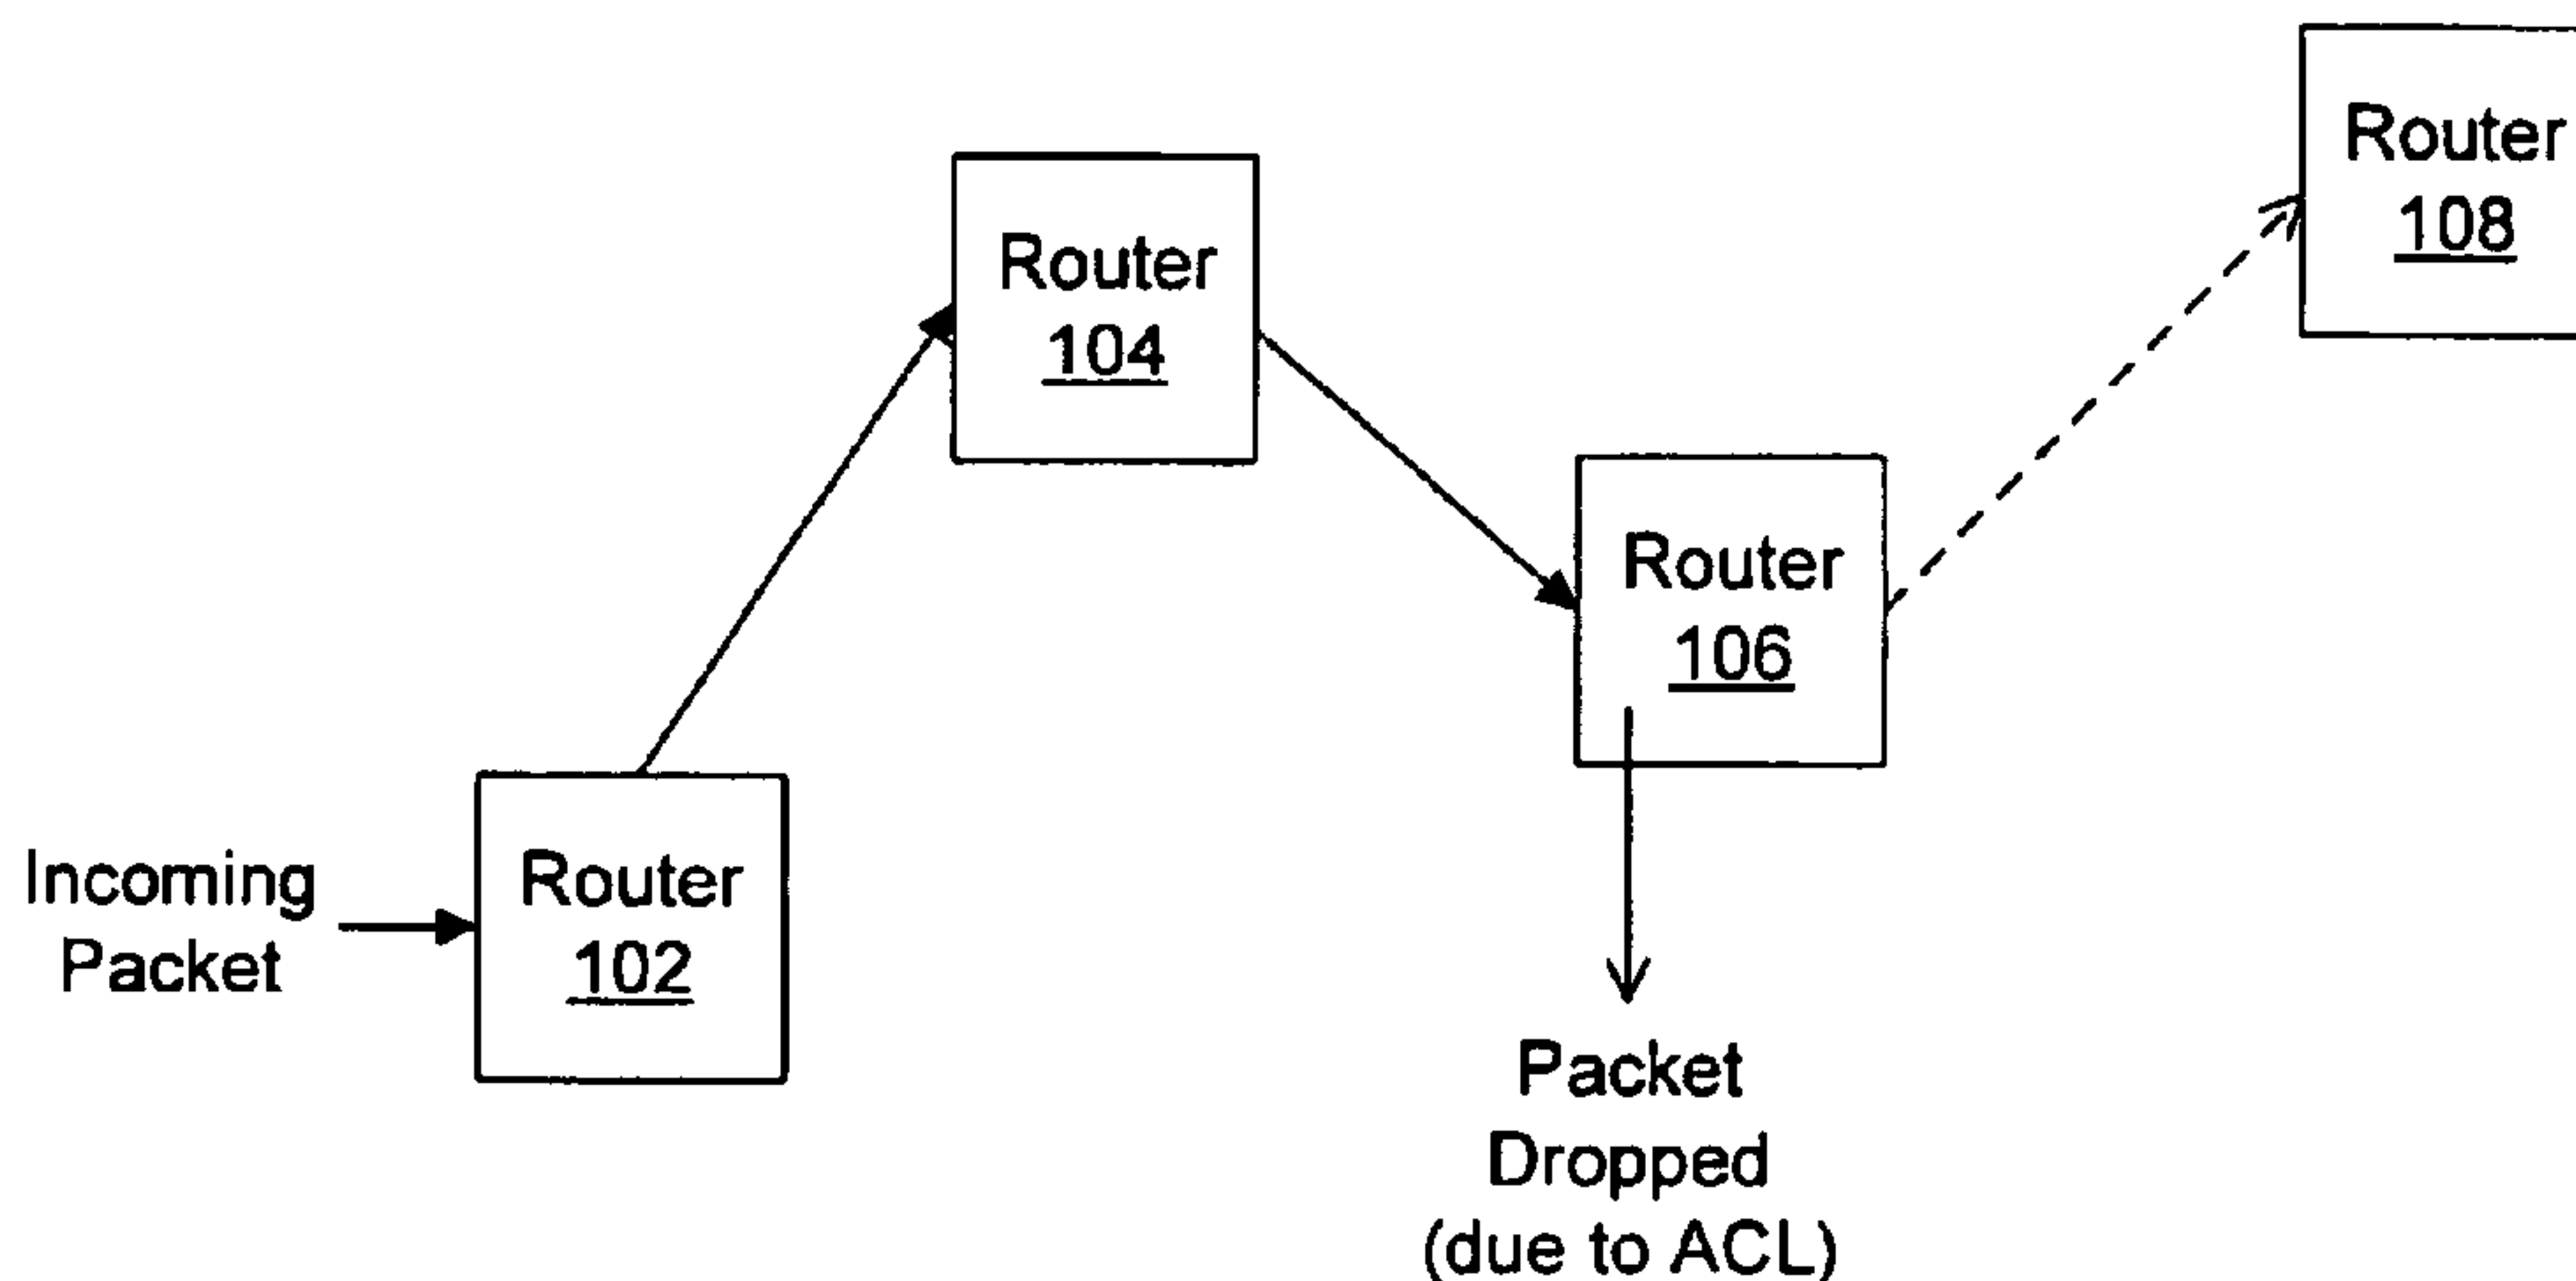 Router
108
Router
104
Router
106
Incoming
Packet
Router
102
Packet
Dropped
(due to ACL)